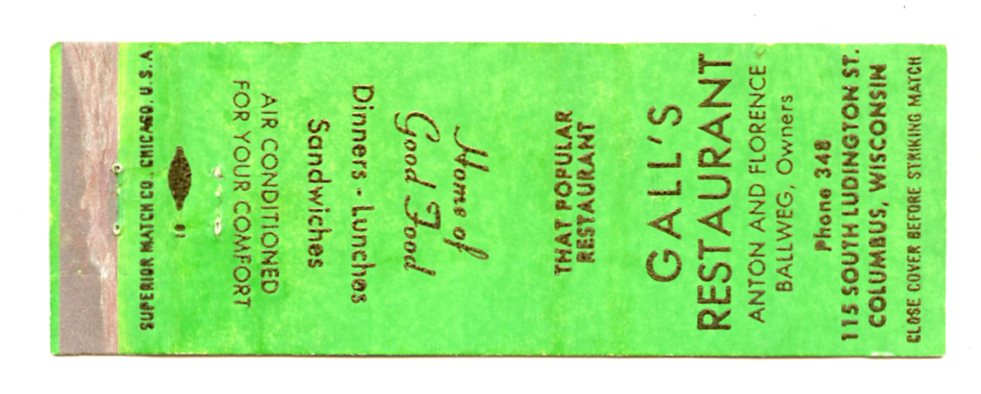 THAT POPULAR
RESTAURANT
GALL'S
RESTAURANT
ANTON AND FLORENCE
BALLWEG, Owners
Phone 348
115 SOUTH LUDINGTON ST.
COLUMBUS, WISCONSIN
CLOSE COVER BEFORE STRIKING MATCH
Home of
Good Food
Dinners - Lunches
Sandwiches
AIR CONDITIONED
FOR YOUR COMFORT
SUPERIOR MATCH CO. CHICAGO. U.S.A